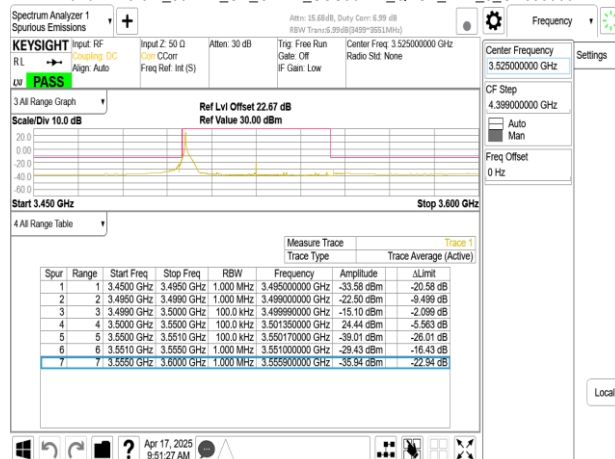 Spectrum Analyzer 1
Spurious Emissions
Attn: 15.68dB, Duty Corr: 6.99 dB
RBW Trans:6.99dB(3499~3551MHz)
Frequency
KEYSIGHT
RL
PASS
Input: RF
Coupling: DC
Align: Auto
Input Z: 50 Ω
Corr CCorr
Freq Ref: Int (S)
Atten: 30 dB
Trig: Free Run
Gate: Off
IF Gain: Low
Center Freq: 3.525000000 GHz
Radio Std: None
Center Frequency
3.525000000 GHz
Settings
CF Step
4.399000000 GHz
Auto
Man
Freq Offset
0 Hz
3 All Range Graph
Scale/Div 10.0 dB
Ref Lvl Offset 22.67 dB
Ref Value 30.00 dBm
20.0
0.00
-20.0
-40.0
-60.0
Start 3.450 GHz
Stop 3.600 GHz
4 All Range Table
Measure Trace Trace 1
Trace Type Trace Average (Active)
Spur Range Start Freq Stop Freq RBW Frequency Amplitude ΔLimit
1 1 3.4500 GHz 3.4950 GHz 1.000 MHz 3.495000000 GHz -33.58 dBm -20.58 dB
2 2 3.4950 GHz 3.4990 GHz 1.000 MHz 3.499000000 GHz -22.50 dBm -9.499 dB
3 3 3.4990 GHz 3.5000 GHz 100.0 kHz 3.499990000 GHz -15.10 dBm -2.099 dB
4 4 3.5000 GHz 3.5500 GHz 100.0 kHz 3.501350000 GHz 24.44 dBm -5.563 dB
5 5 3.5500 GHz 3.5510 GHz 100.0 kHz 3.550170000 GHz -39.01 dBm -26.01 dB
6 6 3.5510 GHz 3.5550 GHz 1.000 MHz 3.551000000 GHz -29.43 dBm -16.43 dB
7 7 3.5550 GHz 3.6000 GHz 1.000 MHz 3.555900000 GHz -35.94 dBm -22.94 dB
Local
Apr 17, 2025
9:51:27 AM